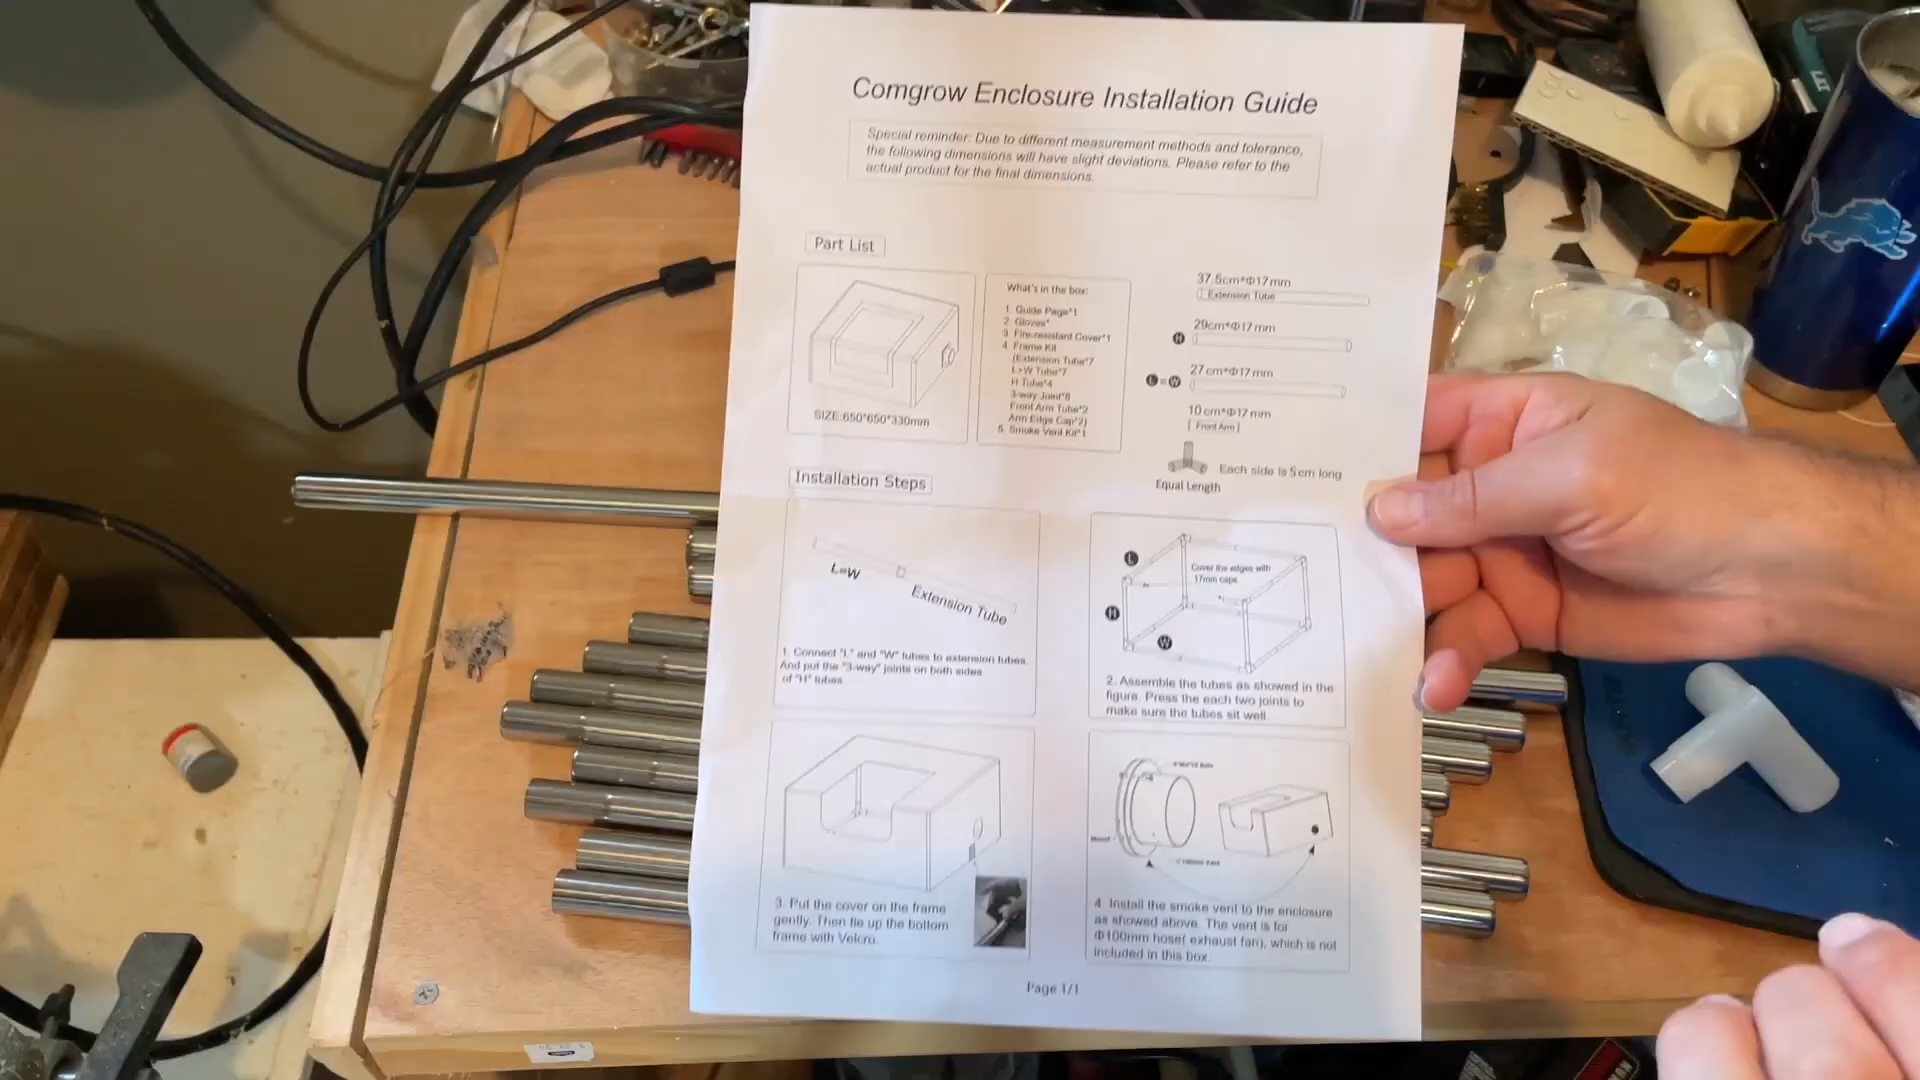 Comgrow Enclosure Installation Guide
Special reminder: Due to different measurement methods and tolerance,
the following dimensions will have slight deviations. Please refer to the
actual product for the final dimensions.
Part List
SIZE:650*650*330mm
What's in the box:
1. Guide Page*1
2. Gloves*
3. Fire-resistant Cover*1
4. Frame Kit
(Extension Tube*7
L+W Tube*7
H Tube*4
3-way Joint*8
Front Arm Tube*2
Arm Edge Cap*2)
5. Smoke Vent Kit*1
37.5cm*Φ17mm
Extension Tube
29cm*Φ17mm
H
27cm*Φ17mm
L=W
10cm*Φ17mm
Front Arm
Each side is 5cm long
Equal Length
Installation Steps
L=W
Extension Tube
1. Connect "L" and "W" tubes to extension tubes.
And put the "3-way" joints on both sides
of "H" tubes
L
Cover the edges with
17mm caps
H
W
2. Assemble the tubes as showed in the
figure. Press the each two joints to
make sure the tubes sit well.
3. Put the cover on the frame
gently. Then tie up the bottom
frame with Velcro.
4. Install the smoke vent to the enclosure
as showed above. The vent is for
Φ100mm hose( exhaust fan), which is not
included in this box.
Page 1/1